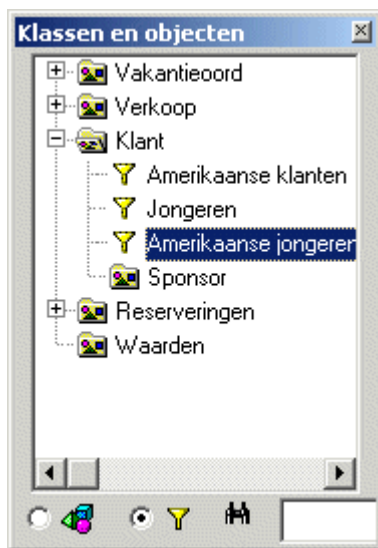 Klassen en objecten
Vakantieoord
Verkoop
Klant
Amerikaanse klanten
Jongeren
Amerikaanse jongeren
Sponsor
Reserveringen
Waarden